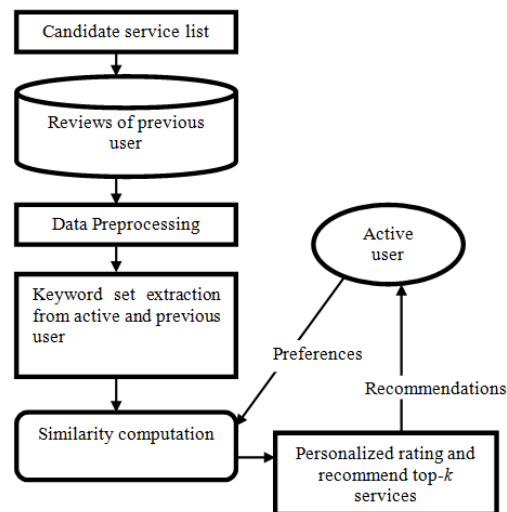 Candidate service list
Reviews of previous
user
Data Preprocessing
Keyword set extraction
from active and previous
user
Similarity computation
Active
user
Preferences
Recommendations
Personalized rating and
recommend top-k
services